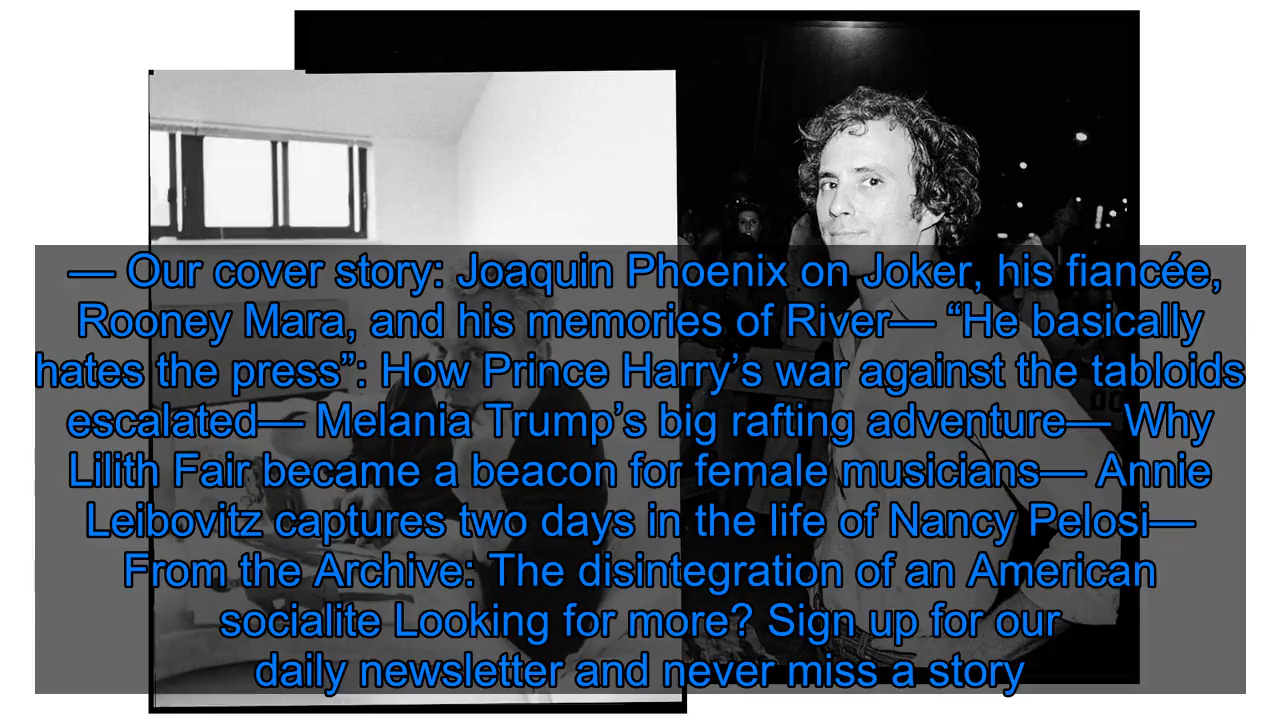 — Our cover story: Joaquin Phoenix on Joker, his fiancée,
Rooney Mara, and his memories of River— “He basically
hates the press”: How Prince Harry’s war against the tabloids
escalated— Melania Trump’s big rafting adventure— Why
Lilith Fair became a beacon for female musicians— Annie
Leibovitz captures two days in the life of Nancy Pelosi—
From the Archive: The disintegration of an American
socialite Looking for more? Sign up for our
daily newsletter and never miss a story